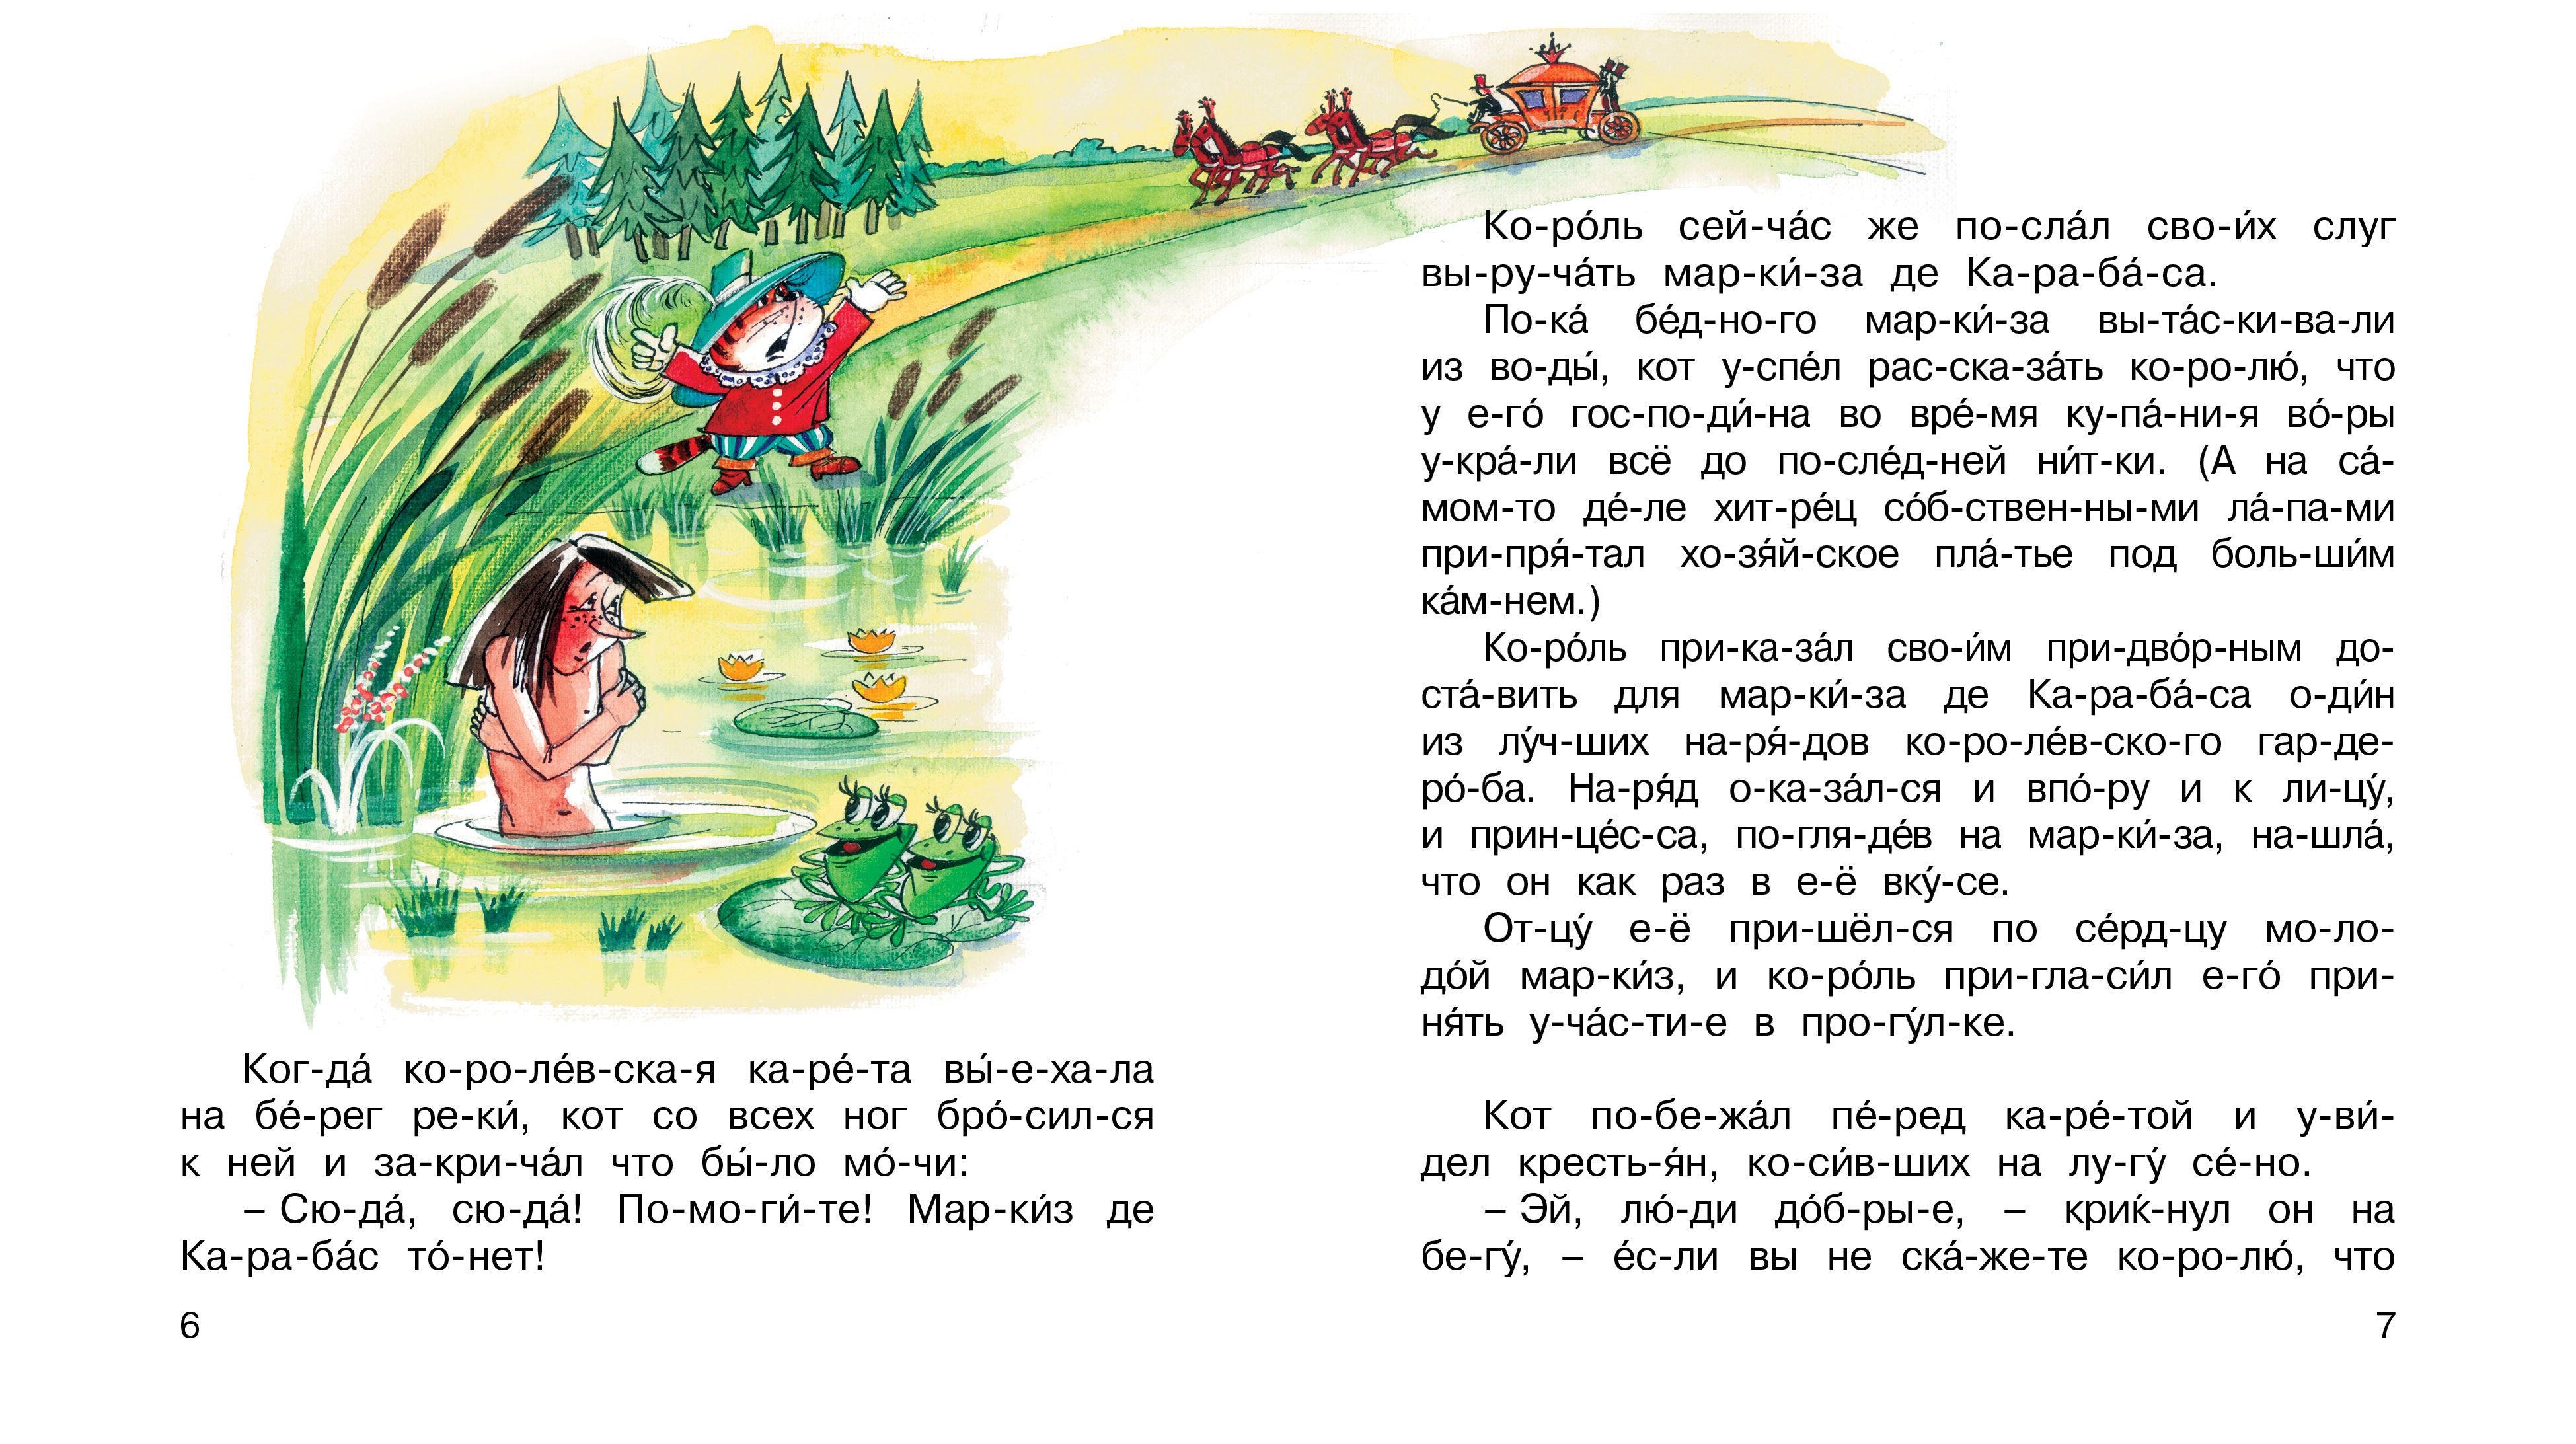 Ког-да́ ко-ро-ле́в-ска-я ка-ре́-та вы́-е-ха-ла
на бе́-рег ре-ки́, кот со всех ног бро́-сил-ся
к ней и за-кри-ча́л что бы́-ло мо́-чи:
– Сю-да́, сю-да́! По-мо-ги́-те! Мар-ки́з де
Ка-ра-ба́с то́-нет!
6
Ко-ро́ль сей-ча́с же по-сла́л сво-и́х слуг
вы-ру-ча́ть мар-ки́-за де Ка-ра-ба́-са.
По-ка́ бе́д-но-го мар-ки́-за вы-та́с-ки-ва-ли
из во-ды́, кот у-спе́л рас-ска-за́ть ко-ро-лю́, что
у е-го́ гос-по-ди́-на во вре́-мя ку-па́-ни-я во́-ры
у-кра́-ли всё до по-сле́д-ней ни́т-ки. (А на са́-
мом-то де́-ле хит-ре́ц со́б-ствен-ны-ми ла́-па-ми
при-пря́-тал хо-зя́й-ское пла́-тье под боль-ши́м
ка́м-нем.)
Ко-ро́ль при-ка-за́л сво-и́м при-дво́р-ным до-
ста́-вить для мар-ки́-за де Ка-ра-ба́-са о-ди́н
из лу́ч-ших на-ря́-дов ко-ро-ле́в-ско-го гар-де-
ро́-ба. На-ря́д о-ка-за́л-ся и впо́-ру и к ли-цу́,
и прин-це́с-са, по-гля-де́в на мар-ки́-за, на-шла́,
что он как раз в е-ё вку́-се.
От-цу́ е-ё при-шёл-ся по се́рд-цу мо-ло-
до́й мар-ки́з, и ко-ро́ль при-гла-си́л е-го́ при-
ня́ть у-ча́с-ти-е в про-гу́л-ке.
Кот по-бе-жа́л пе́-ред ка-ре́-той и у-ви́-
дел кресть-я́н, ко-си́в-ших на лу-гу́ се́-но.
– Эй, лю́-ди до́б-ры-е, – криќ-нул он на
бе-гу́, – е́с-ли вы не ска́-же-те ко-ро-лю́, что
7